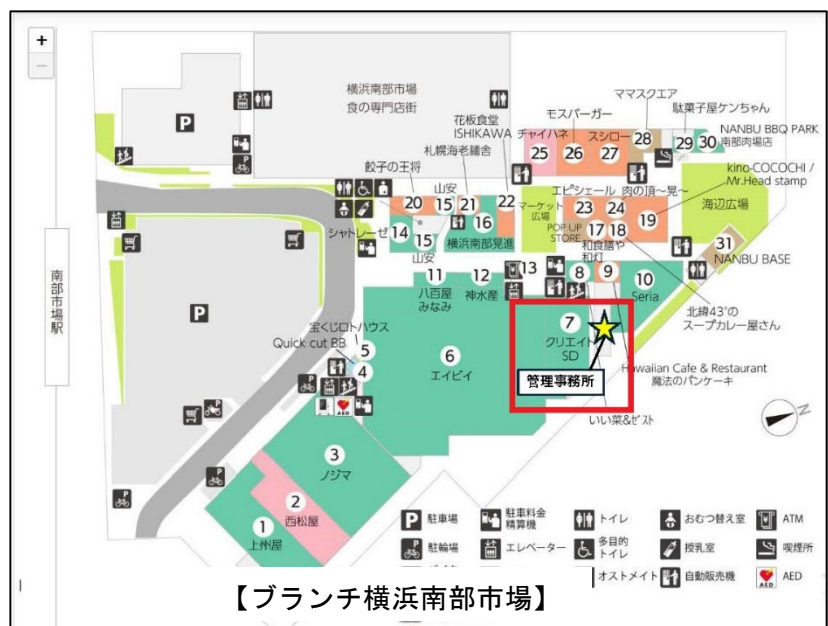 +
−
横浜南部市場
食の専門店街
P
花板食堂
ISHIKAWA
チャイハネ
モスバーガー
スシロー
ママスクエア
28
駄菓子屋ケンちゃん
29
30
NANBU BBQ PARK
南部肉場店
札幌海老麺舎
餃子の王将
25
26
27
kino-COCOCHI /
Mr.Head stamp
20
山安
15
21
22
マーケット
広場
エピシェール
肉の頂～晃～
23
24
19
海辺広場
シャトレーゼ
14
15
16
横浜南部晃進
POP UP
STORE
17
18
山安
和食膳や
和灯
31
NANBU BASE
11
八百屋
みなみ
12
神水産
13
8
9
10
Seria
北緯43°の
スープカレー屋さん
南部市場駅
P
宝くじロトハウス
Quick cut BB
5
4
6
エイビイ
7
クリエイト
SD
管理事務所
Hawaiian Cafe & Restaurant
魔法のパンケーキ
いい菜&ゼスト
N
AED
3
ノジマ
2
西松屋
1
上州屋
P 駐車場
駐車料金
精算機
トイレ
おむつ替え室
ATM
駐輪場
エレベーター
多目的
トイレ
授乳室
喫煙所
オストメイト
自動販売機
AED AED
【ブランチ横浜南部市場】